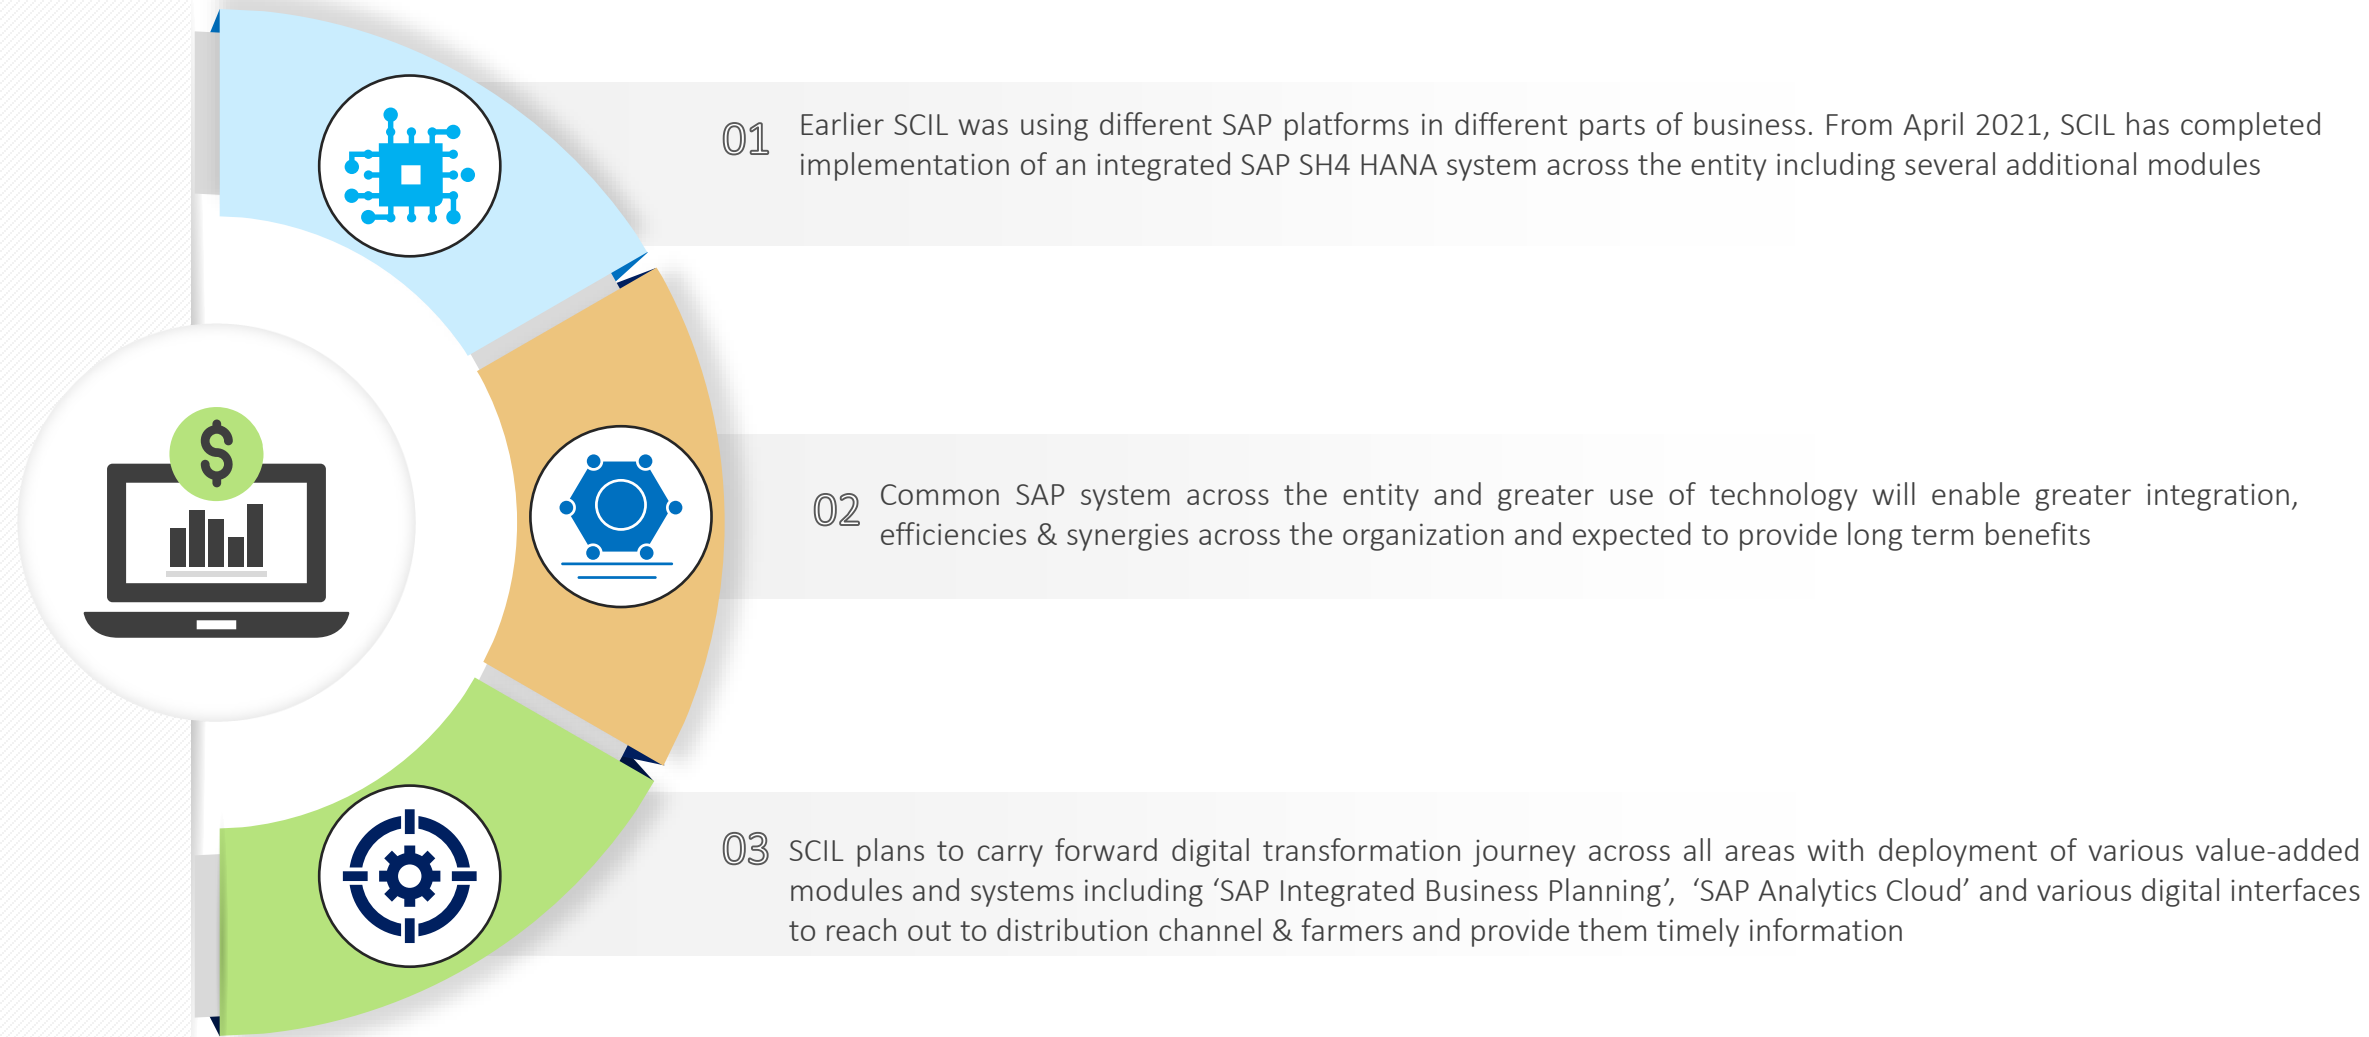 01
Earlier SCIL was using different SAP platforms in different parts of business. From April 2021, SCIL has completed
implementation of an integrated SAP SH4 HANA system across the entity including several additional modules
02
Common SAP system across the entity and greater use of technology will enable greater integration,
efficiencies & synergies across the organization and expected to provide long term benefits
03
SCIL plans to carry forward digital transformation journey across all areas with deployment of various value-added
modules and systems including ‘SAP Integrated Business Planning’, ‘SAP Analytics Cloud’ and various digital interfaces
to reach out to distribution channel & farmers and provide them timely information
$